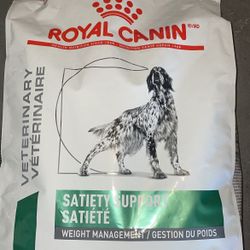 ROYAL CANIN
VETERINARY
VÉTÉRINAIRE
SATIETY SUPPORT
SATIÉTÉ
WEIGHT MANAGEMENT / GESTION DU POIDS